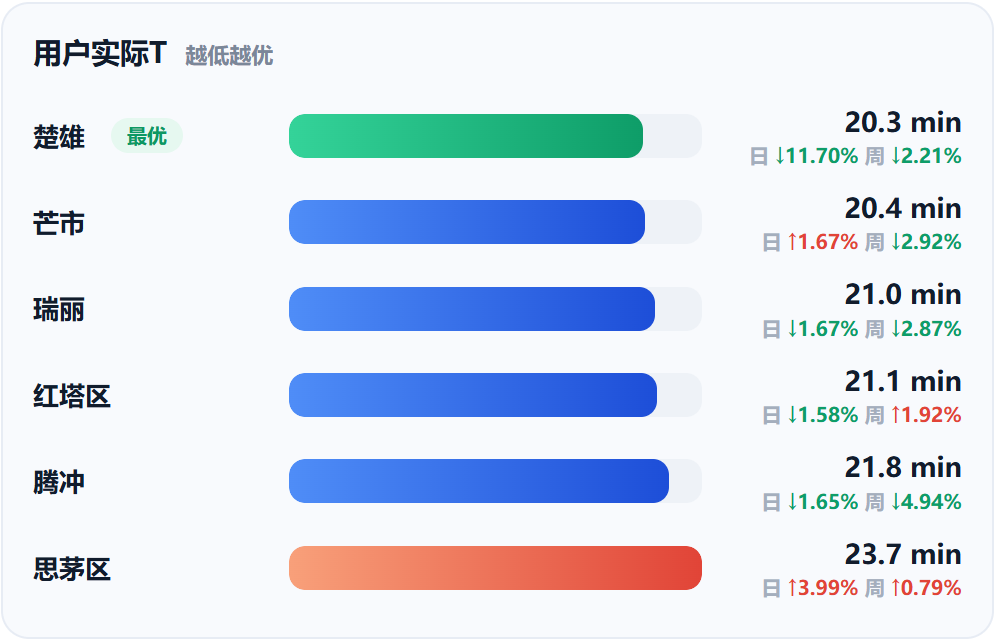 用户实际T 越低越优
楚雄 最优 20.3 min
日 ↓11.70% 周 ↓2.21%
芒市 20.4 min
日 ↑1.67% 周 ↓2.92%
瑞丽 21.0 min
日 ↓1.67% 周 ↓2.87%
红塔区 21.1 min
日 ↓1.58% 周 ↑1.92%
腾冲 21.8 min
日 ↓1.65% 周 ↓4.94%
思茅区 23.7 min
日 ↑3.99% 周 ↑0.79%